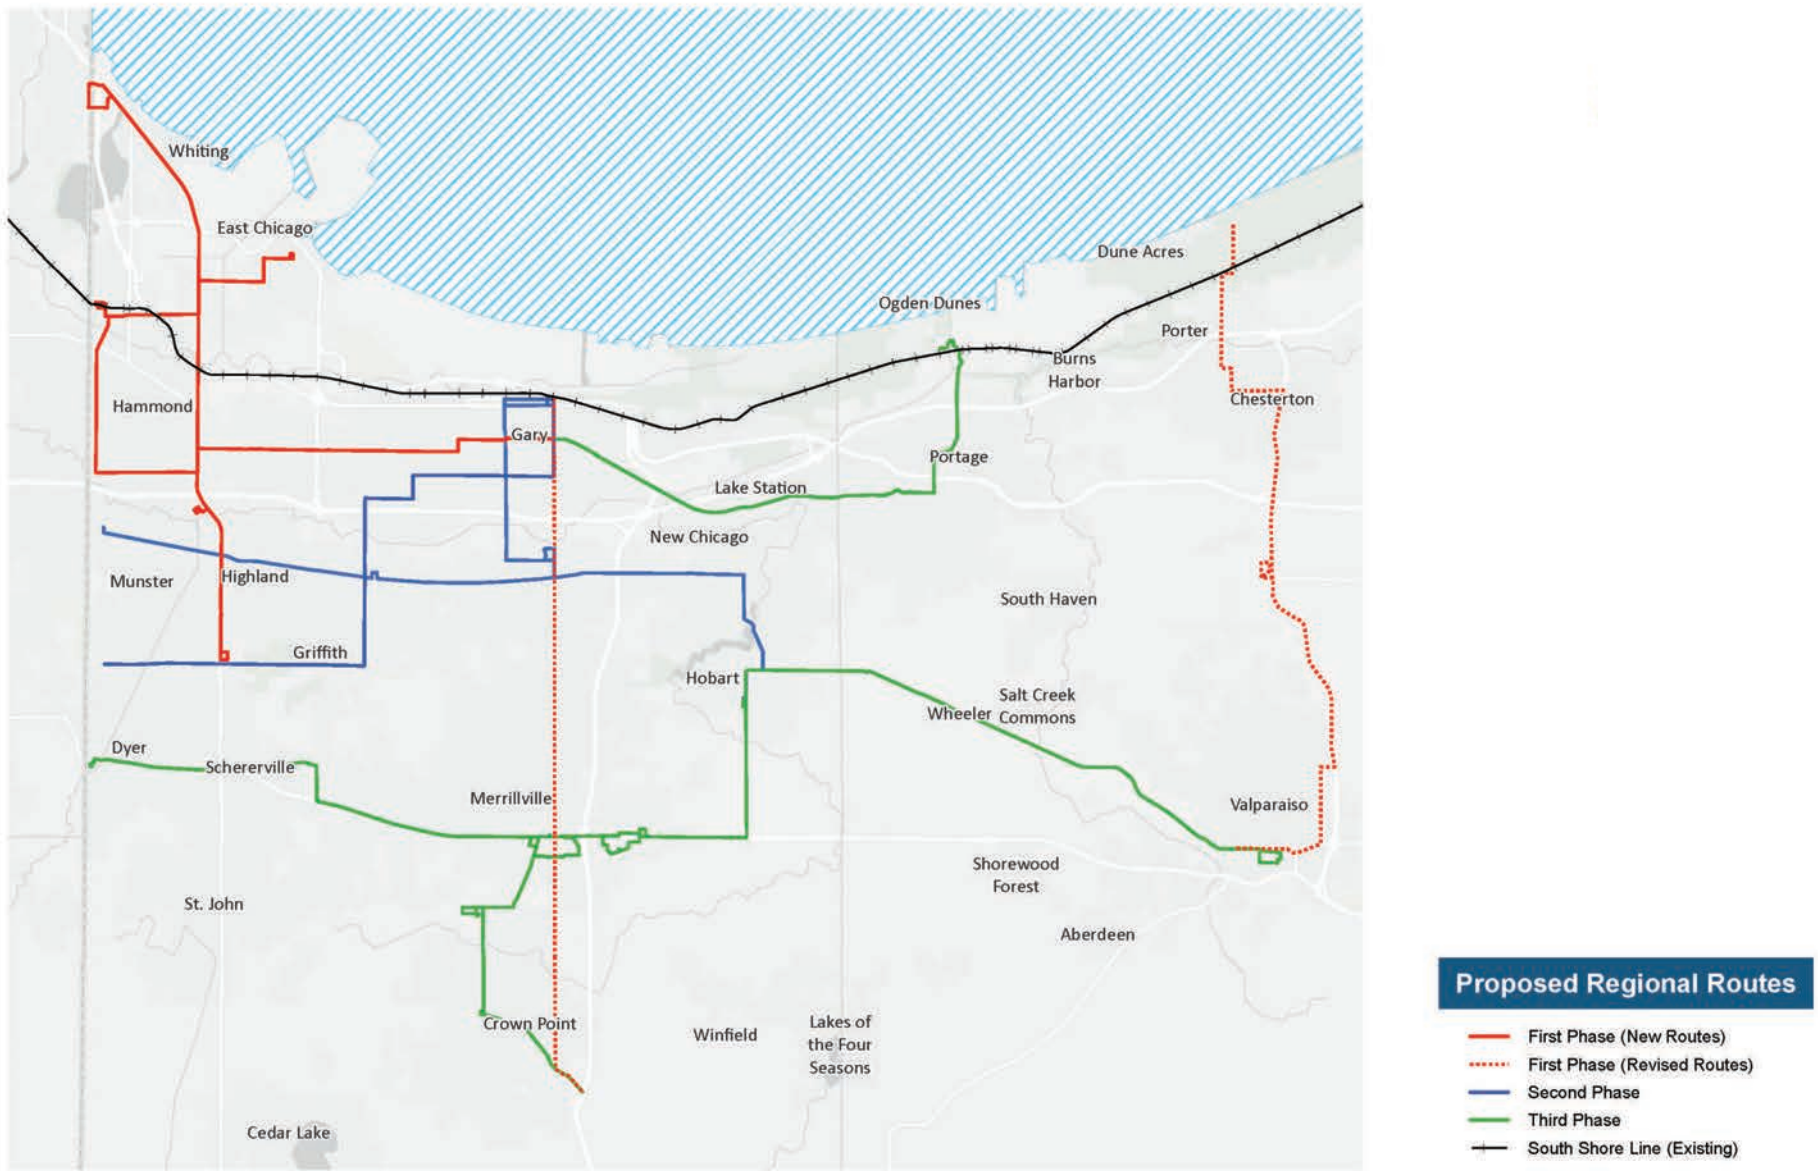 Whiting
East Chicago
Dune Acres
Ogden Dunes
Porter
Burns
Harbor
Hammond
Chesterton
Gary
Portage
Lake Station
New Chicago
Munster
Highland
South Haven
Griffith
Hobart
Salt Creek
Commons
Wheeler
Dyer
Schererville
Merrillville
Valparaiso
Shorewood
Forest
St. John
Aberdeen
Crown Point
Winfield
Lakes of
the Four
Seasons
Cedar Lake
Proposed Regional Routes
First Phase (New Routes)
First Phase (Revised Routes)
Second Phase
Third Phase
South Shore Line (Existing)